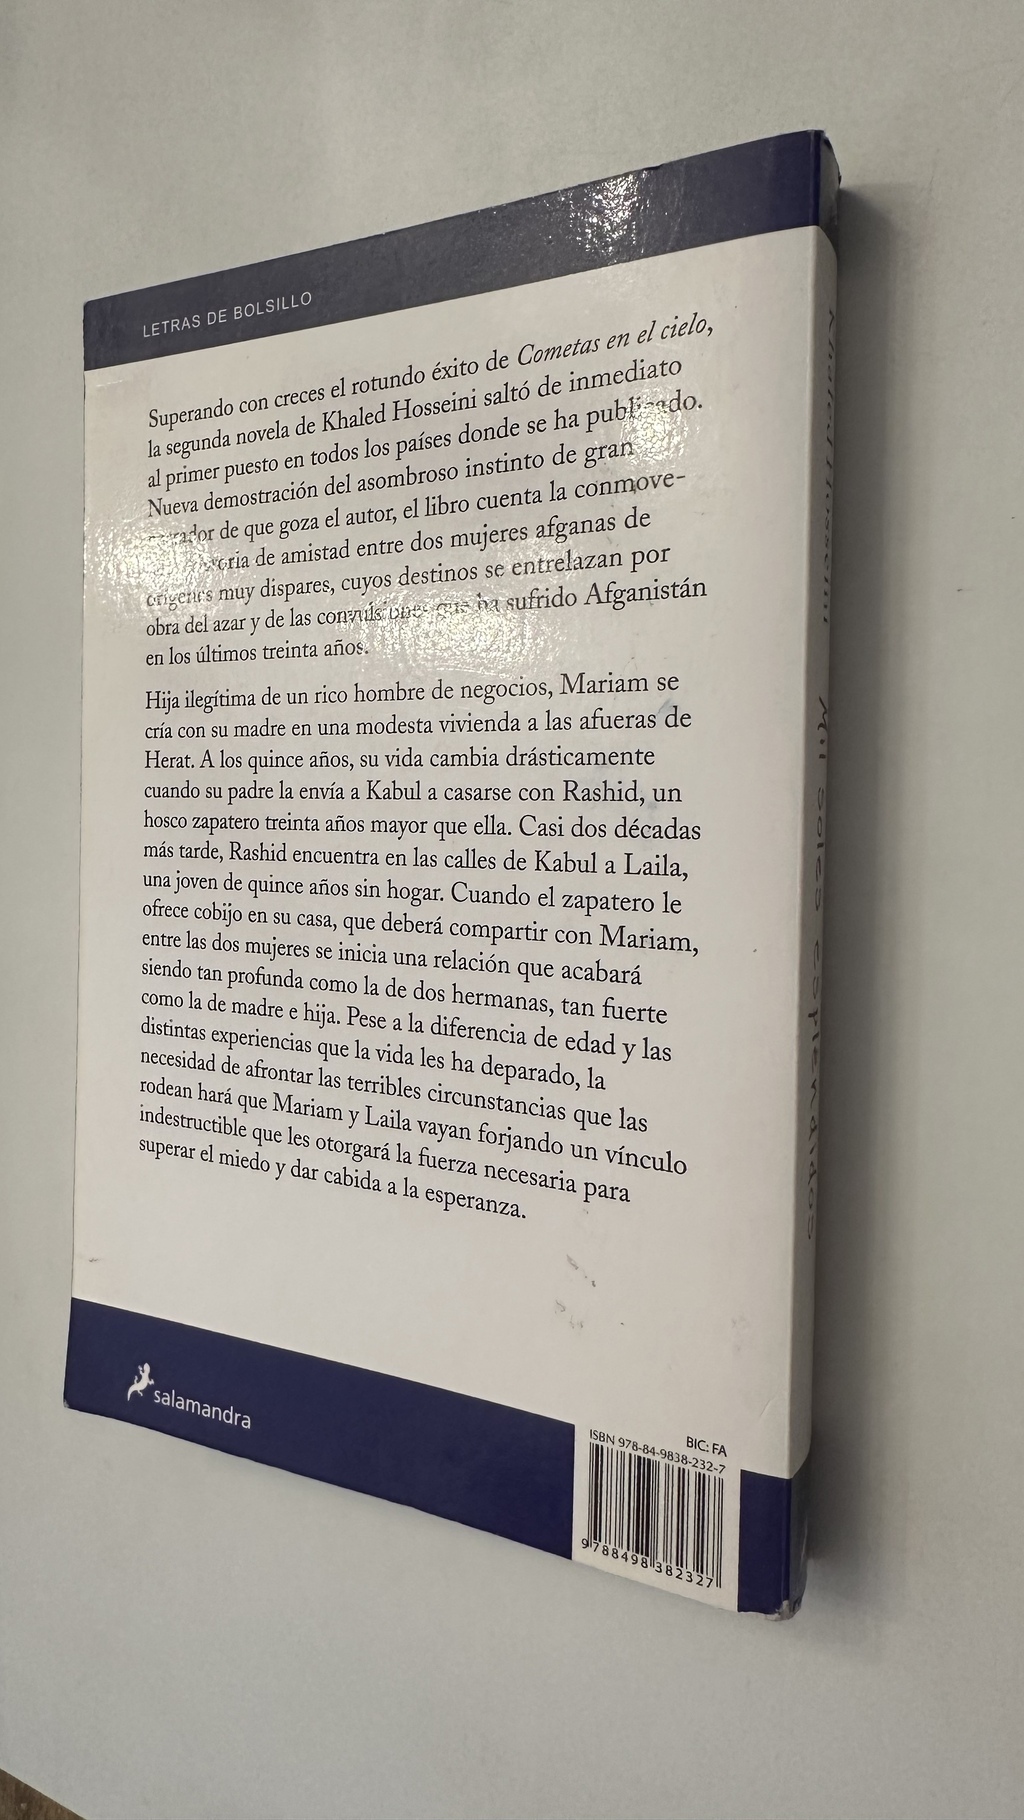 LETRAS DE BOLSILLO
Superando con creces el rotundo éxito de Cometas en el cielo,
la segunda novela de Khaled Hosseini saltó de inmediato
al primer puesto en todos los países donde se ha publicado.
Nueva demostración del asombroso instinto de gran
de que goza el autor, el libro cuenta la conmove-
de amistad entre dos mujeres afganas de
orígenes muy dispares, cuyos destinos se entrelazan por
obra del azar y de las convulsiones que ha sufrido Afganistán
en los últimos treinta años.
Hija ilegítima de un rico hombre de negocios, Mariam se
cría con su madre en una modesta vivienda a las afueras de
Herat. A los quince años, su vida cambia drásticamente
cuando su padre la envía a Kabul a casarse con Rashid, un
hosco zapatero treinta años mayor que ella. Casi dos décadas
más tarde, Rashid encuentra en las calles de Kabul a Laila,
una joven de quince años sin hogar. Cuando el zapatero le
ofrece cobijo en su casa, que deberá compartir con Mariam,
entre las dos mujeres se inicia una relación que acabará
siendo tan profunda como la de dos hermanas, tan fuerte
como la de madre e hija. Pese a la diferencia de edad y las
distintas experiencias que la vida les ha deparado, la
necesidad de afrontar las terribles circunstancias que las
rodean hará que Mariam y Laila vayan forjando un vínculo
indestructible que les otorgará la fuerza necesaria para
superar el miedo y dar cabida a la esperanza.
salamandra
BIC: FA
ISBN 978-84-9838-232-7
9788498382327
Khaled Hosseini Mil soles espléndidos